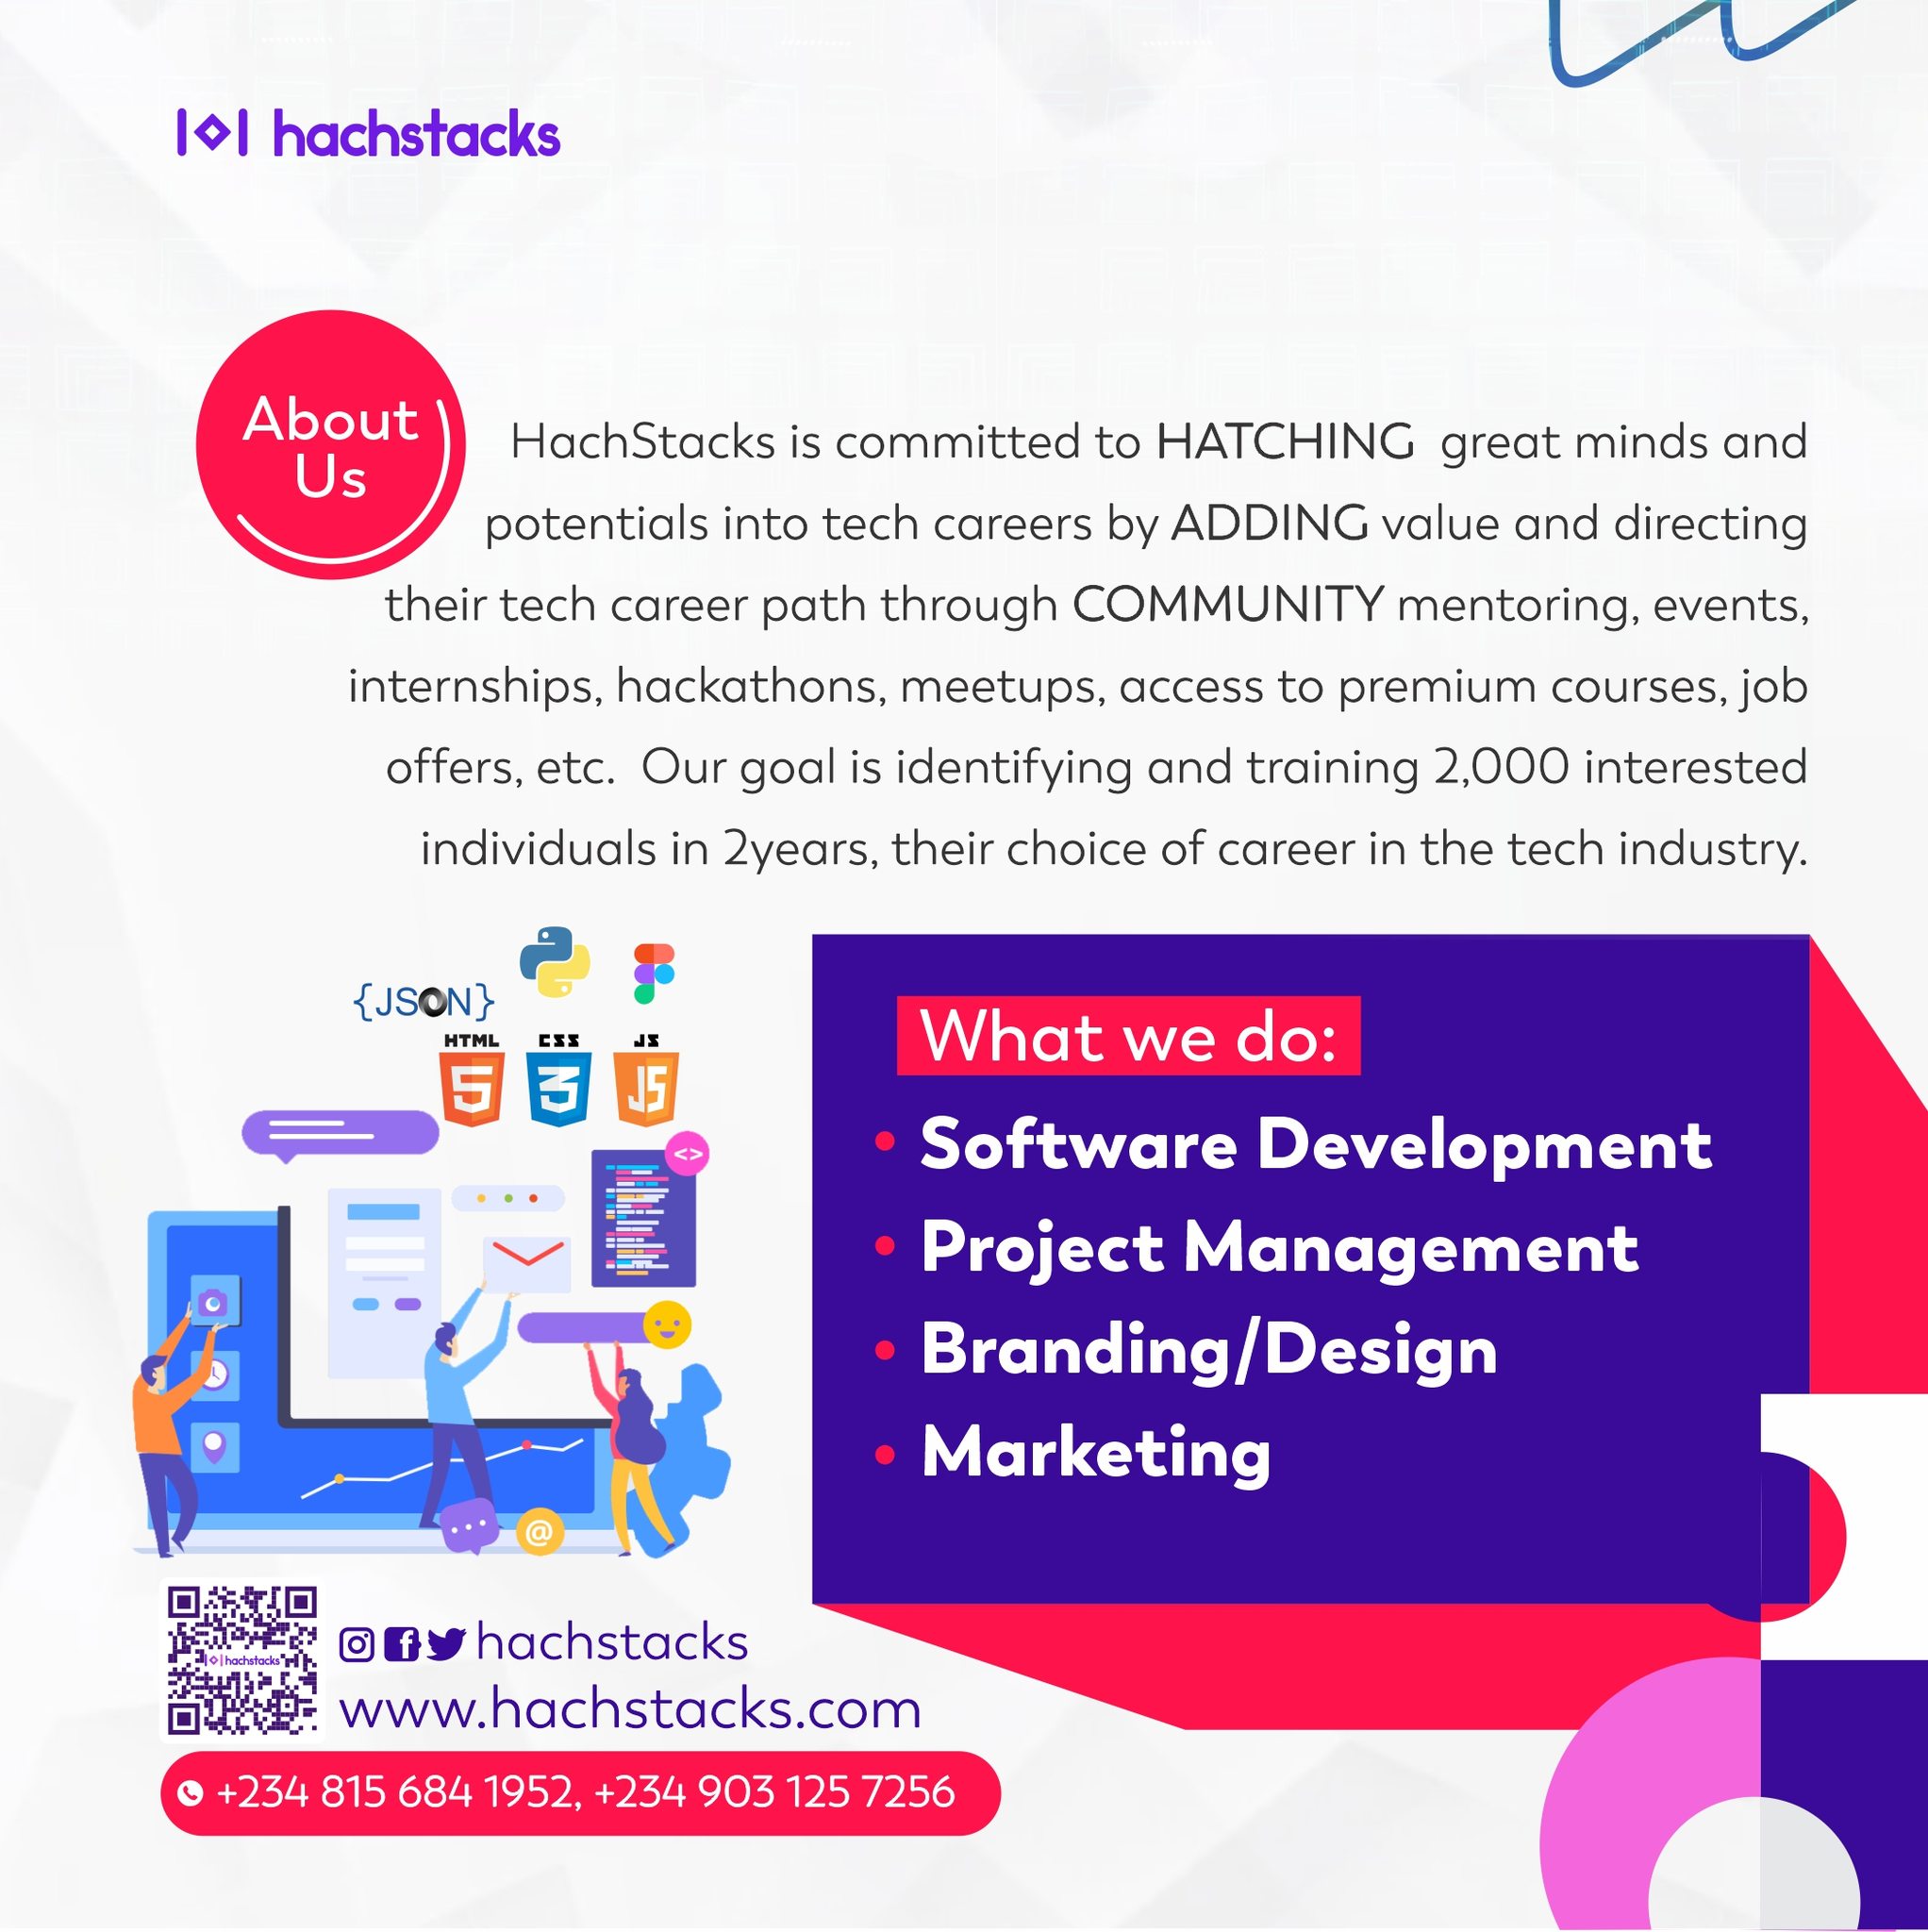 hachstacks
About
Us
HachStacks is committed to HATCHING great minds and
potentials into tech careers by ADDING value and directing
their tech career path through COMMUNITY mentoring, events,
internships, hackathons, meetups, access to premium courses, job
offers, etc. Our goal is identifying and training 2,000 interested
individuals in 2years, their choice of career in the tech industry.
{JSON}
HTML CSS JS
5 3 JS
<>
@
What we do:
• Software Development
• Project Management
• Branding/Design
• Marketing
hachstacks
hachstacks
www.hachstacks.com
+234 815 684 1952, +234 903 125 7256